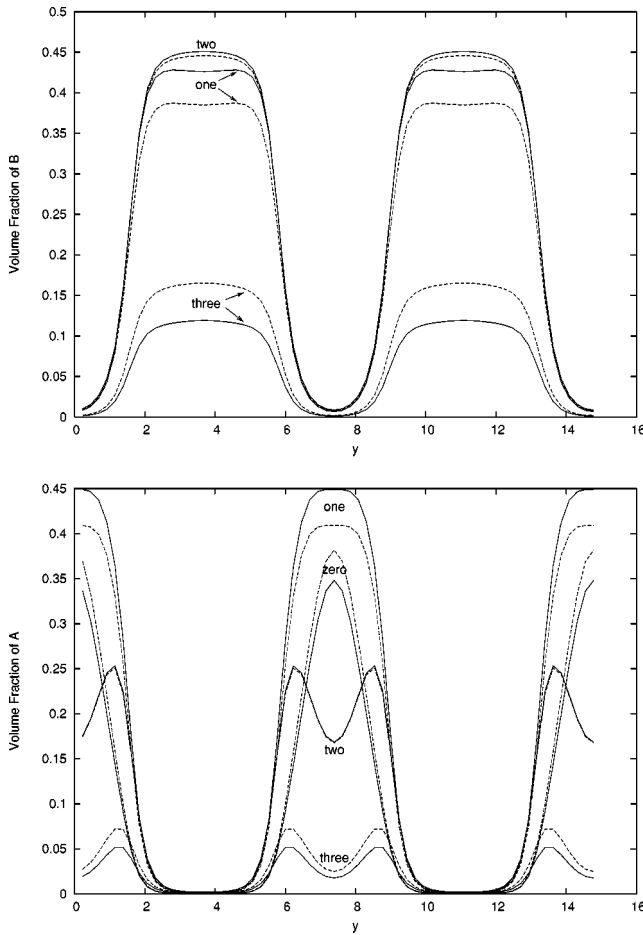 0.5
0.45
0.4
0.35
0.3
0.25
0.2
0.15
0.1
0.05
0
Volume Fraction of B
two
one
three
0 2 4 6 8 10 12 14 16
y
0.45
0.4
0.35
0.3
0.25
0.2
0.15
0.1
0.05
0
Volume Fraction of A
one
zero
two
three
0 2 4 6 8 10 12 14 16
y